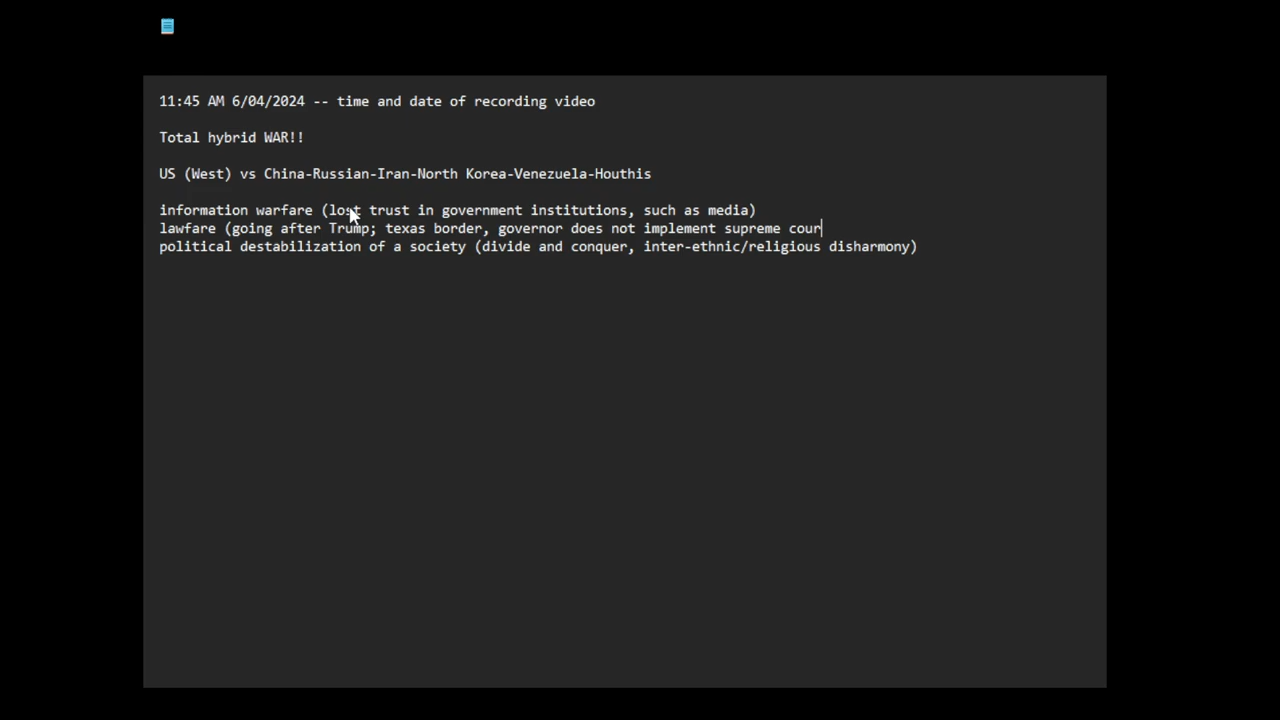 11:45 AM 6/04/2024 -- time and date of recording video
Total hybrid WAR!!
US (West) vs China-Russian-Iran-North Korea-Venezuela-Houthis
information warfare (lost trust in government institutions, such as media)
lawfare (going after Trump; texas border, governor does not implement supreme cour
political destabilization of a society (divide and conquer, inter-ethnic/religious disharmony)